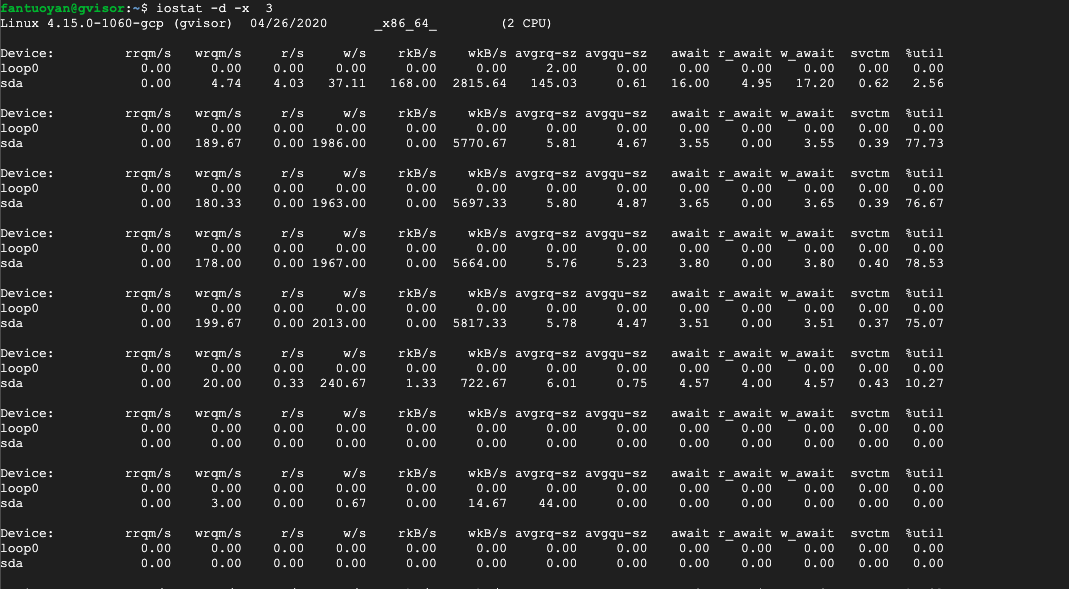 fantuoyan@gvisor:~$ iostat -d -x  3
Linux 4.15.0-1060-gcp (gvisor)  04/26/2020      _x86_64_        (2 CPU)
Device:         rrqm/s   wrqm/s     r/s     w/s    rkB/s    wkB/s avgrq-sz avgqu-sz   await r_await w_await  svctm  %util
loop0             0.00     0.00    0.00    0.00     0.00     0.00     2.00     0.00    0.00    0.00    0.00   0.00   0.00
sda               0.00     4.74    4.03   37.11   168.00  2815.64   145.03     0.61   16.00    4.95   17.20   0.62   2.56
Device:         rrqm/s   wrqm/s     r/s     w/s    rkB/s    wkB/s avgrq-sz avgqu-sz   await r_await w_await  svctm  %util
loop0             0.00     0.00    0.00    0.00     0.00     0.00     0.00     0.00    0.00    0.00    0.00   0.00   0.00
sda               0.00   189.67    0.00 1986.00     0.00  5770.67     5.81     4.67    3.55    0.00    3.55   0.39  77.73
Device:         rrqm/s   wrqm/s     r/s     w/s    rkB/s    wkB/s avgrq-sz avgqu-sz   await r_await w_await  svctm  %util
loop0             0.00     0.00    0.00    0.00     0.00     0.00     0.00     0.00    0.00    0.00    0.00   0.00   0.00
sda               0.00   180.33    0.00 1963.00     0.00  5697.33     5.80     4.87    3.65    0.00    3.65   0.39  76.67
Device:         rrqm/s   wrqm/s     r/s     w/s    rkB/s    wkB/s avgrq-sz avgqu-sz   await r_await w_await  svctm  %util
loop0             0.00     0.00    0.00    0.00     0.00     0.00     0.00     0.00    0.00    0.00    0.00   0.00   0.00
sda               0.00   178.00    0.00 1967.00     0.00  5664.00     5.76     5.23    3.80    0.00    3.80   0.40  78.53
Device:         rrqm/s   wrqm/s     r/s     w/s    rkB/s    wkB/s avgrq-sz avgqu-sz   await r_await w_await  svctm  %util
loop0             0.00     0.00    0.00    0.00     0.00     0.00     0.00     0.00    0.00    0.00    0.00   0.00   0.00
sda               0.00   199.67    0.00 2013.00     0.00  5817.33     5.78     4.47    3.51    0.00    3.51   0.37  75.07
Device:         rrqm/s   wrqm/s     r/s     w/s    rkB/s    wkB/s avgrq-sz avgqu-sz   await r_await w_await  svctm  %util
loop0             0.00     0.00    0.00    0.00     0.00     0.00     0.00     0.00    0.00    0.00    0.00   0.00   0.00
sda               0.00    20.00    0.33  240.67     1.33   722.67     6.01     0.75    4.57    4.00    4.57   0.43  10.27
Device:         rrqm/s   wrqm/s     r/s     w/s    rkB/s    wkB/s avgrq-sz avgqu-sz   await r_await w_await  svctm  %util
loop0             0.00     0.00    0.00    0.00     0.00     0.00     0.00     0.00    0.00    0.00    0.00   0.00   0.00
sda               0.00     0.00    0.00    0.00     0.00     0.00     0.00     0.00    0.00    0.00    0.00   0.00   0.00
Device:         rrqm/s   wrqm/s     r/s     w/s    rkB/s    wkB/s avgrq-sz avgqu-sz   await r_await w_await  svctm  %util
loop0             0.00     0.00    0.00    0.00     0.00     0.00     0.00     0.00    0.00    0.00    0.00   0.00   0.00
sda               0.00     3.00    0.00    0.67     0.00    14.67    44.00     0.00    0.00    0.00    0.00   0.00   0.00
Device:         rrqm/s   wrqm/s     r/s     w/s    rkB/s    wkB/s avgrq-sz avgqu-sz   await r_await w_await  svctm  %util
loop0             0.00     0.00    0.00    0.00     0.00     0.00     0.00     0.00    0.00    0.00    0.00   0.00   0.00
sda               0.00     0.00    0.00    0.00     0.00     0.00     0.00     0.00    0.00    0.00    0.00   0.00   0.00